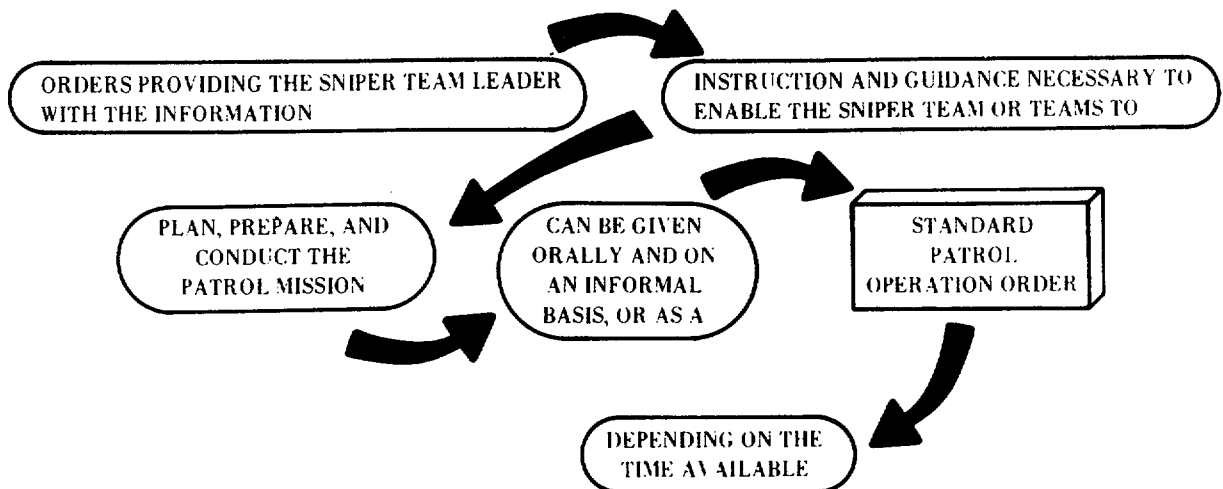 ORDERS PROVIDING THE SNIPER TEAM LEADER
WITH THE INFORMATION
INSTRUCTION AND GUIDANCE NECESSARY TO
ENABLE THE SNIPER TEAM OR TEAMS TO
PLAN, PREPARE, AND
CONDUCT THE
PATROL MISSION
CAN BE GIVEN
ORALLY AND ON
AN INFORMAL
BASIS, OR AS A
STANDARD
PATROL
OPERATION ORDER
DEPENDING ON THE
TIME AVAILABLE